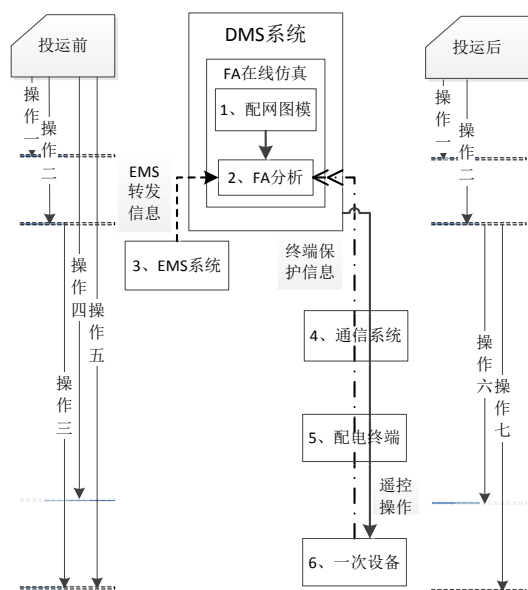 投运前
操作一
操作二
操作四
操作五
操作三
DMS系统
FA在线仿真
1、配网图模
2、FA分析
EMS
转发
信息
3、EMS系统
终端保
护信息
4、通信系统
5、配电终端
遥控
操作
6、一次设备
投运后
操作一
操作二
操作六
操作七